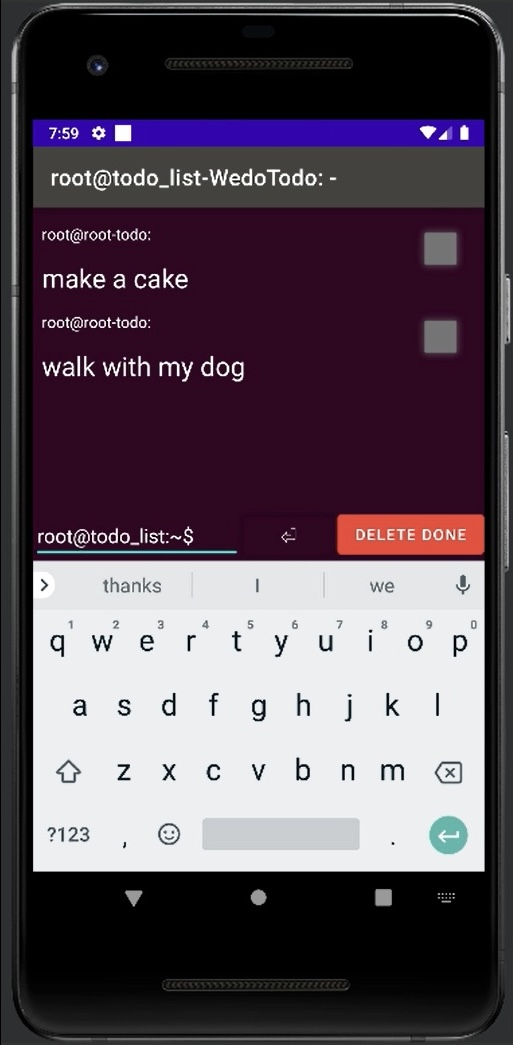 7:59
root@todo_list-WedoTodo: -
root@root-todo:
make a cake
root@root-todo:
walk with my dog
root@todo_list:~$ DELETE DONE
thanks I we
1 2 3 4 5 6 7 8 9 0
q w e r t y u i o p
a s d f g h j k l
z x c v b n m
?123 , .